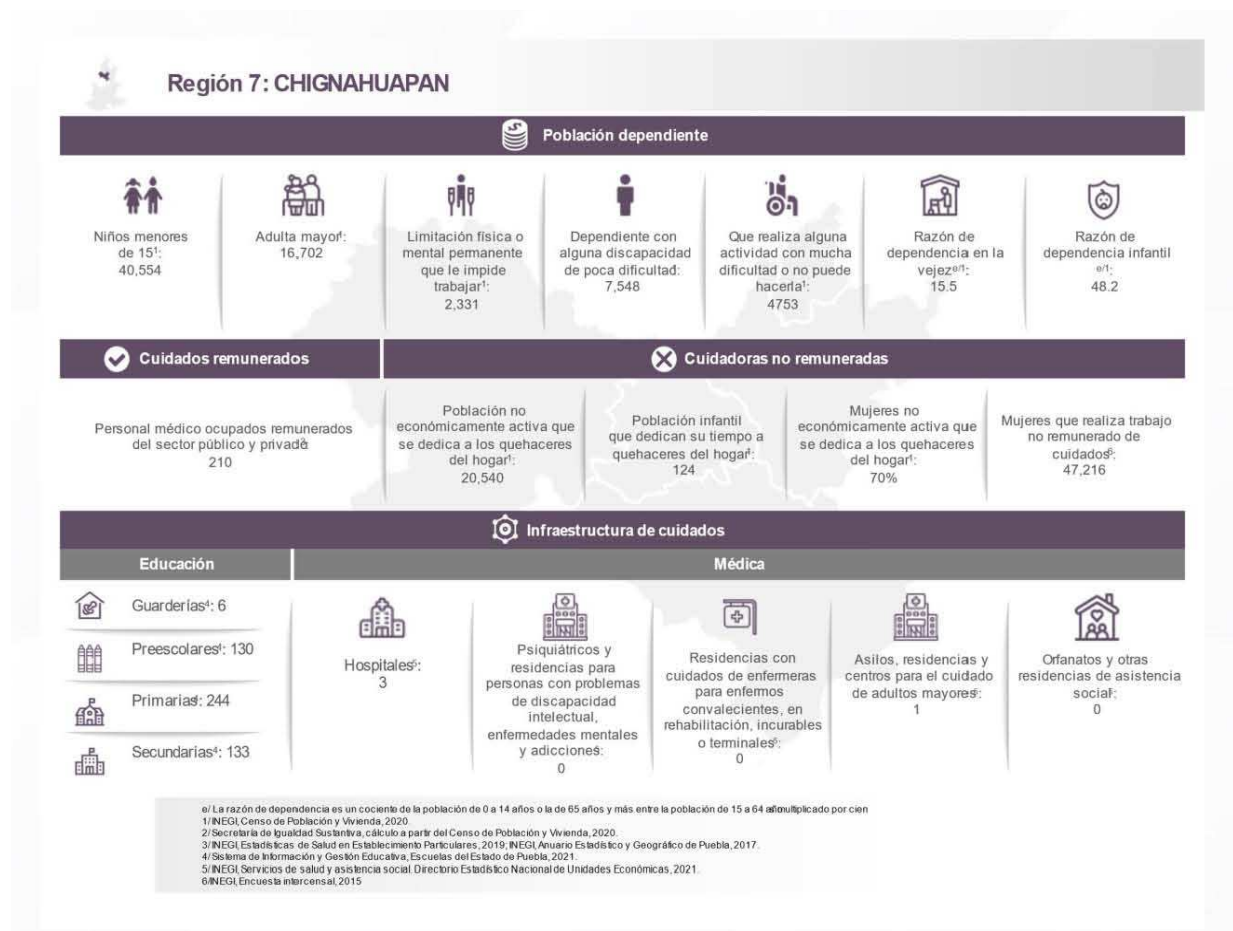 Región 7: CHIGNAHUAPAN
Población dependiente
Niños menores
de 15¹:
40,554
Adulta mayor¹:
16,702
Limitación física o
mental permanente
que le impide
trabajar¹:
2,331
Dependiente con
alguna discapacidad
de poca dificultad:
7,548
Que realiza alguna
actividad con mucha
dificultad o no puede
hacerla¹:
4753
Razón de
dependencia en la
vejez e/1:
15.5
Razón de
dependencia infantil
e/1:
48.2
Cuidados remunerados
Cuidadoras no remuneradas
Personal médico ocupados remunerados
del sector público y privado
210
Población no
económicamente activa que
se dedica a los quehaceres
del hogar¹:
20,540
Población infantil
que dedican su tiempo a
quehaceres del hogar:
124
Mujeres no
económicamente activa que
se dedica a los quehaceres
del hogar¹:
70%
Mujeres que realiza trabajo
no remunerado de
cuidados⁶:
47,216
Infraestructura de cuidados
Educación
Médica
Guarderías⁴: 6
Preescolares⁴: 130
Primarias⁴: 244
Secundarias⁴: 133
Hospitales⁵:
3
Psiquiátricos y
residencias para
personas con problemas
de discapacidad
intelectual,
enfermedades mentales
y adicciones:
0
Residencias con
cuidados de enfermeras
para enfermos
convalecientes, en
rehabilitación, incurables
o terminales⁵:
0
Asilos, residencias y
centros para el cuidado
de adultos mayores:
1
Orfanatos y otras
residencias de asistencia
social:
0
e/ La razón de dependencia es un cociente de la población de 0 a 14 años o la de 65 años y más entre la población de 15 a 64 años multiplicado por cien
1/ INEGI, Censo de Población y Vivienda, 2020.
2/ Secretaría de Igualdad Sustantiva, cálculo a partir del Censo de Población y Vivienda, 2020.
3/ INEGI, Estadísticas de Salud en Establecimiento Particulares, 2019; INEGI, Anuario Estadístico y Geográfico de Puebla, 2017.
4/ Sistema de Información y Gestión Educativa, Escuelas del Estado de Puebla, 2021.
5/ INEGI, Servicios de salud y asistencia social. Directorio Estadístico Nacional de Unidades Económicas, 2021.
6/INEGI, Encuesta intercensal, 2015